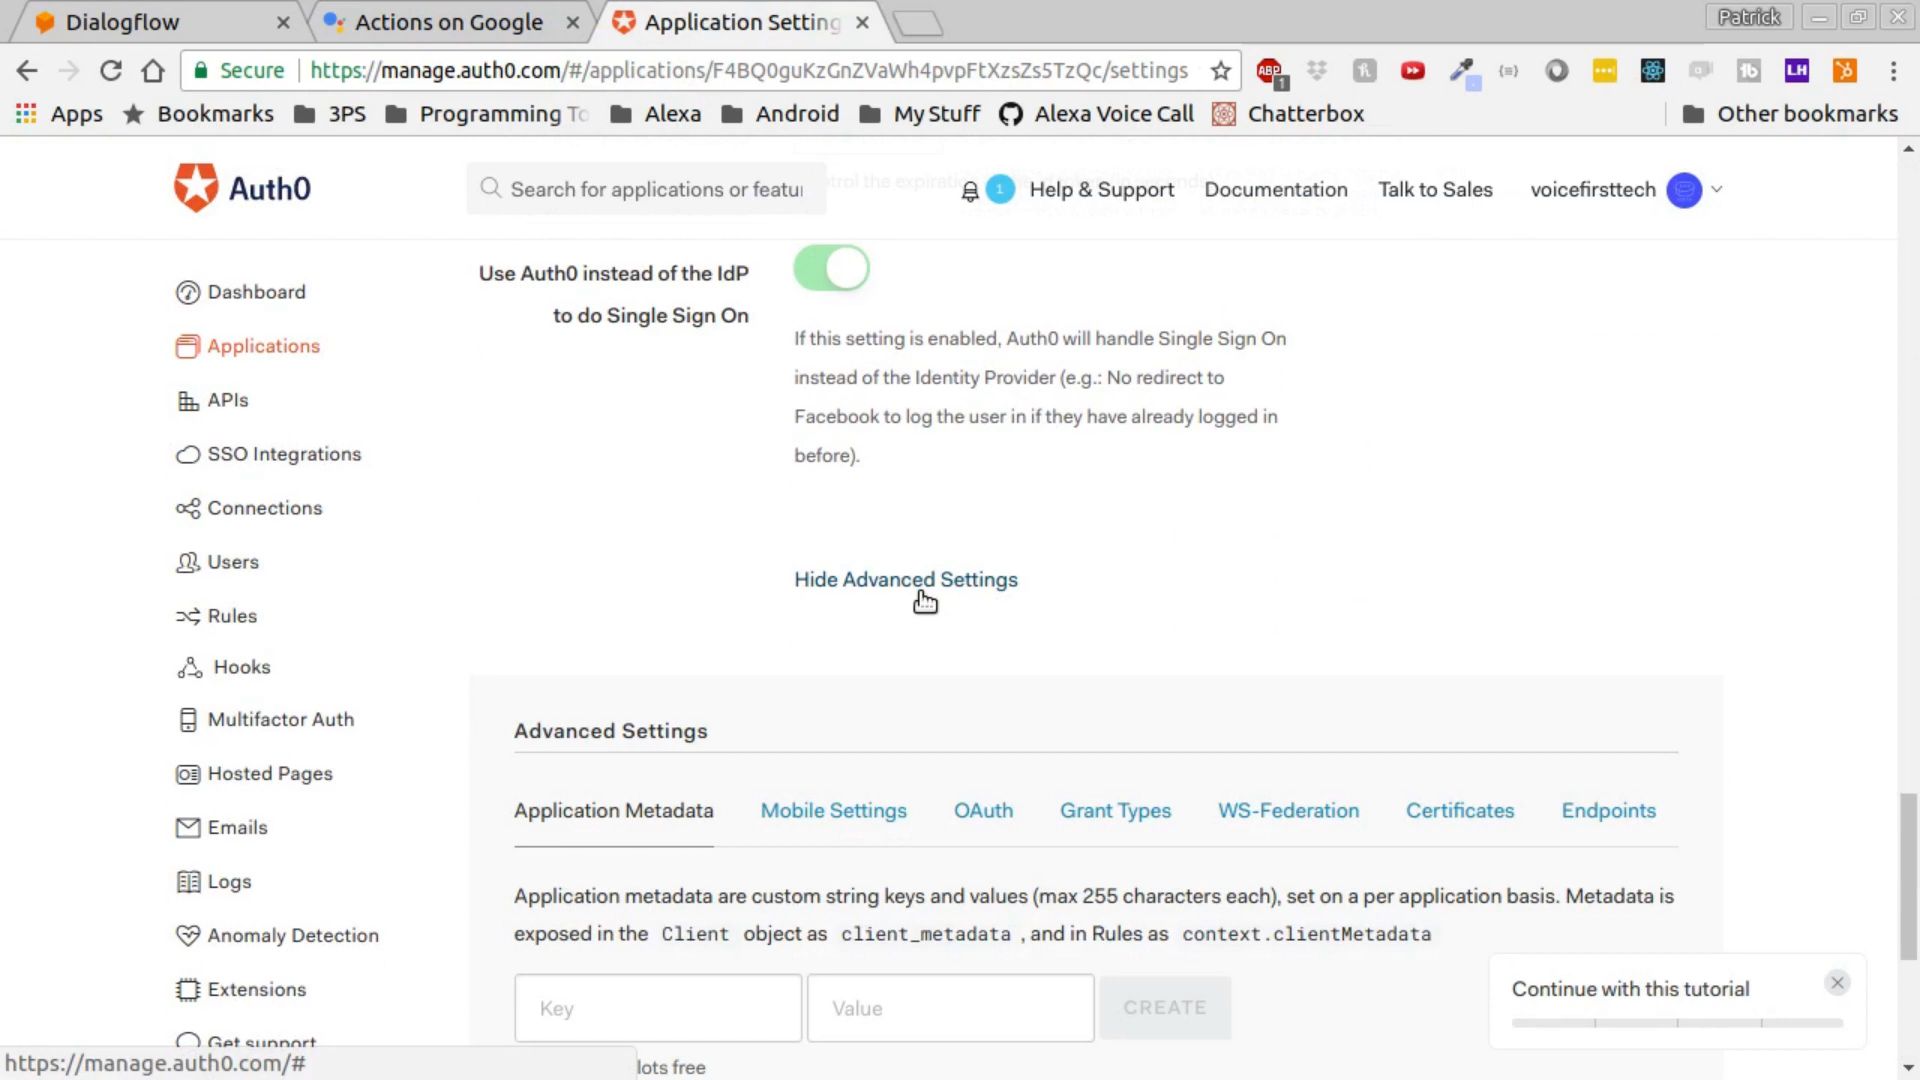 Dialogflow
Actions on Google
Application Setting
Patrick
Secure https://manage.auth0.com/#/applications/F4BQ0guKzGnZVaWh4pvpFtXzsZs5TzQc/settings
ABP 1 LH
Apps Bookmarks 3PS Programming To Alexa Android My Stuff Alexa Voice Call Chatterbox Other bookmarks
Auth0
Search for applications or featur
1 Help & Support Documentation Talk to Sales voicefirsttech
Dashboard
Applications
APIs
SSO Integrations
Connections
Users
Rules
Hooks
Multifactor Auth
Hosted Pages
Emails
Logs
Anomaly Detection
Extensions
Get support
Use Auth0 instead of the IdP
to do Single Sign On
If this setting is enabled, Auth0 will handle Single Sign On
instead of the Identity Provider (e.g.: No redirect to
Facebook to log the user in if they have already logged in
before).
Hide Advanced Settings
Advanced Settings
Application Metadata Mobile Settings OAuth Grant Types WS-Federation Certificates Endpoints
Application metadata are custom string keys and values (max 255 characters each), set on a per application basis. Metadata is
exposed in the Client object as client_metadata , and in Rules as context.clientMetadata
Key Value CREATE
lots free
Continue with this tutorial
https://manage.auth0.com/#